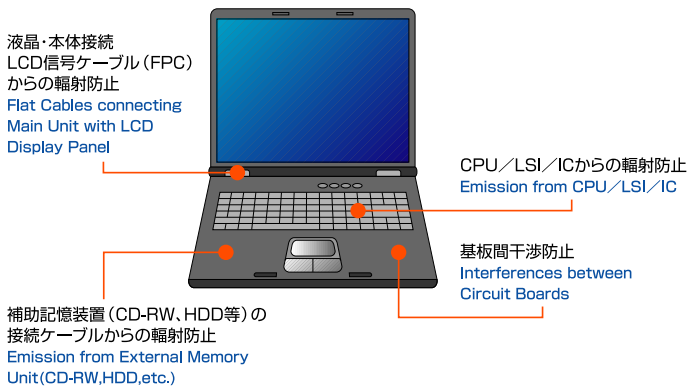 液晶・本体接続
LCD信号ケーブル(FPC)
からの輻射防止
Flat Cables connecting
Main Unit with LCD
Display Panel
CPU／LSI／ICからの輻射防止
Emission from CPU／LSI／IC
基板間干渉防止
Interferences between
Circuit Boards
補助記憶装置(CD-RW、HDD等)の
接続ケーブルからの輻射防止
Emission from External Memory
Unit(CD-RW,HDD,etc.)